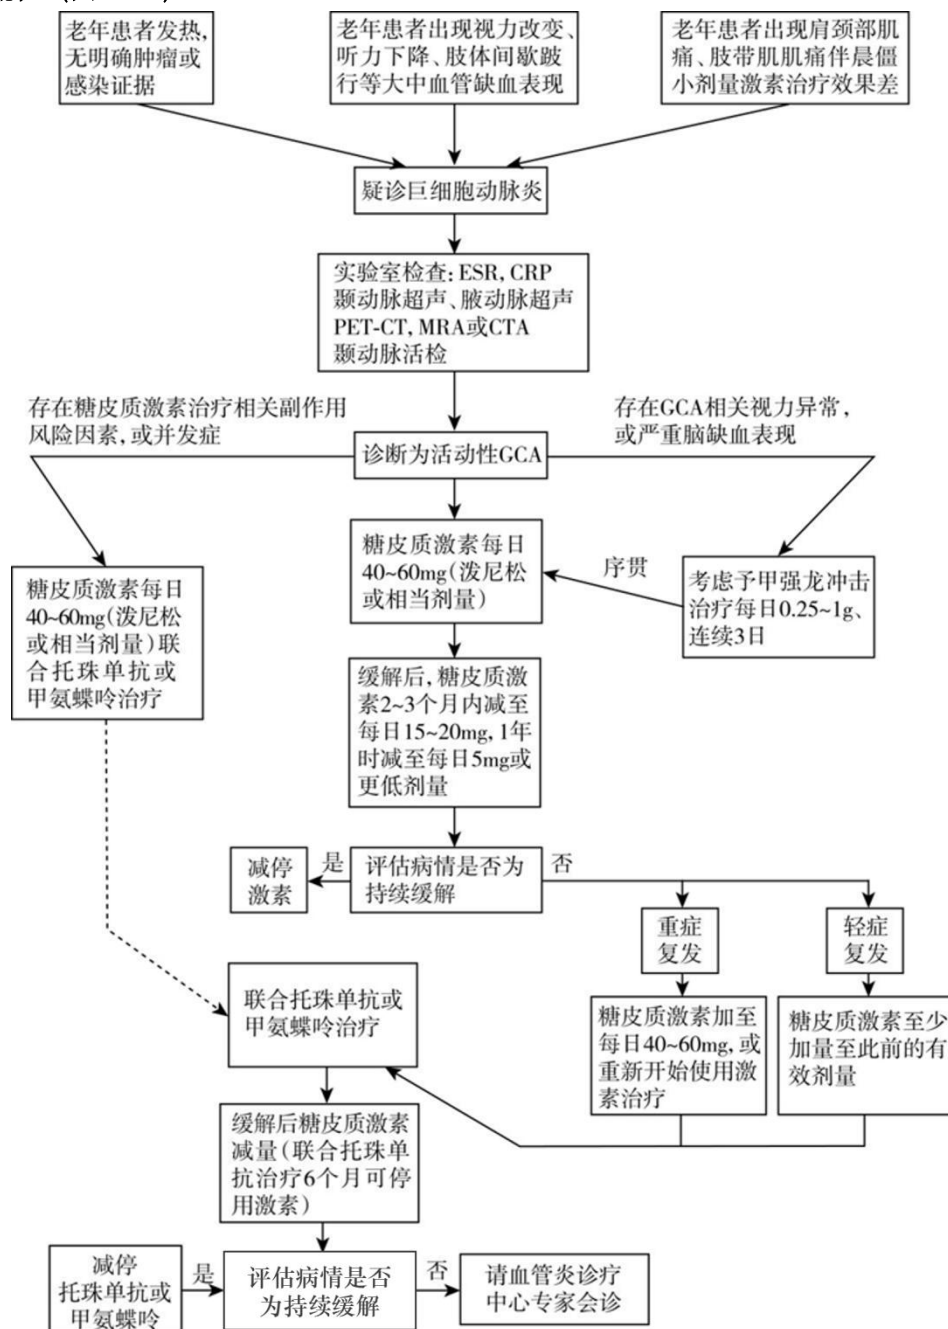 老年患者发热,
无明确肿瘤或
感染证据
老年患者出现视力改变、
听力下降、肢体间歇跛
行等大中血管缺血表现
老年患者出现肩颈部肌
痛、肢带肌肌痛伴晨僵
小剂量激素治疗效果差
疑诊巨细胞动脉炎
实验室检查:ESR, CRP
颞动脉超声、腋动脉超声
PET-CT, MRA或CTA
颞动脉活检
存在糖皮质激素治疗相关副作用
风险因素,或并发症
存在GCA相关视力异常,
或严重脑缺血表现
诊断为活动性GCA
糖皮质激素每日
40~60mg(泼尼松
或相当剂量)联
合托珠单抗或
甲氨蝶呤治疗
糖皮质激素每日
40~60mg(泼尼松
或相当剂量)
序贯
考虑予甲强龙冲击
治疗每日0.25~1g、
连续3日
缓解后,糖皮质激
素2~3个月内减至
每日15~20mg, 1年
时减至每日5mg或
更低剂量
减停
激素
是
评估病情是否为
持续缓解
否
重症
复发
轻症
复发
联合托珠单抗或
甲氨蝶呤治疗
糖皮质激素加至
每日40~60mg,或
重新开始使用激
素治疗
糖皮质激素至少
加量至此前的有
效剂量
缓解后糖皮质激素
减量(联合托珠单
抗治疗6个月可停
用激素)
减停
托珠单抗或
甲氨蝶呤
是
评估病情是否
为持续缓解
否
请血管炎诊疗
中心专家会诊